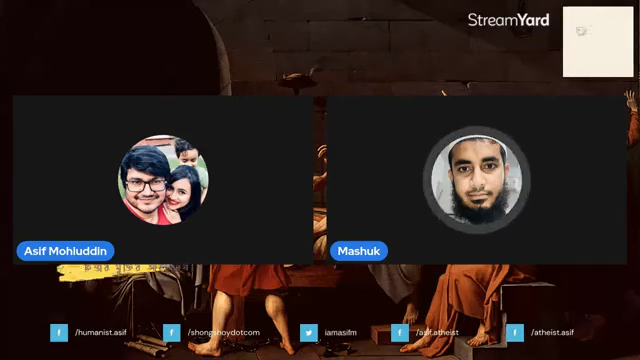 StreamYard
Asif Mohiuddin
Mashuk
/humanist.asif
/shongshoydotcom
iamasifm
/asif.atheist
/atheist.asif